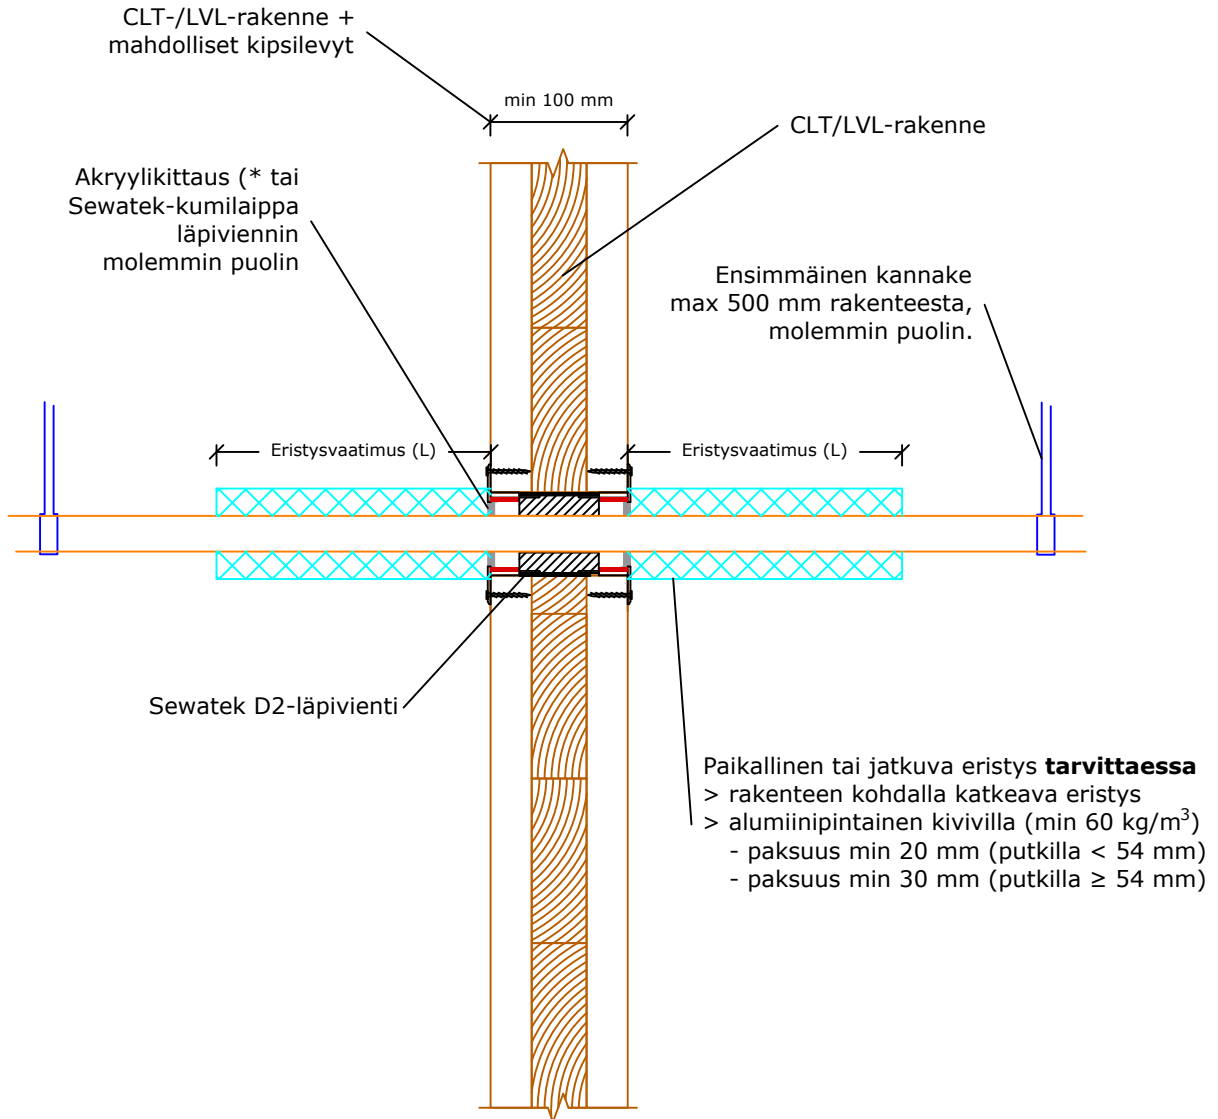 CLT-/LVL-rakenne +
mahdolliset kipsilevyt
min 100 mm
CLT/LVL-rakenne
Akryylikittaus (* tai
Sewatek-kumilaippa
läpiviennin
molemmin puolin
Ensimmäinen kannake
max 500 mm rakenteesta,
molemmin puolin.
Eristysvaatimus (L)
Eristysvaatimus (L)
Sewatek D2-läpivienti
Paikallinen tai jatkuva eristys tarvittaessa
> rakenteen kohdalla katkeava eristys
> alumiinipintainen kivivilla (min 60 kg/m³)
- paksuus min 20 mm (putkilla < 54 mm)
- paksuus min 30 mm (putkilla ≥ 54 mm)